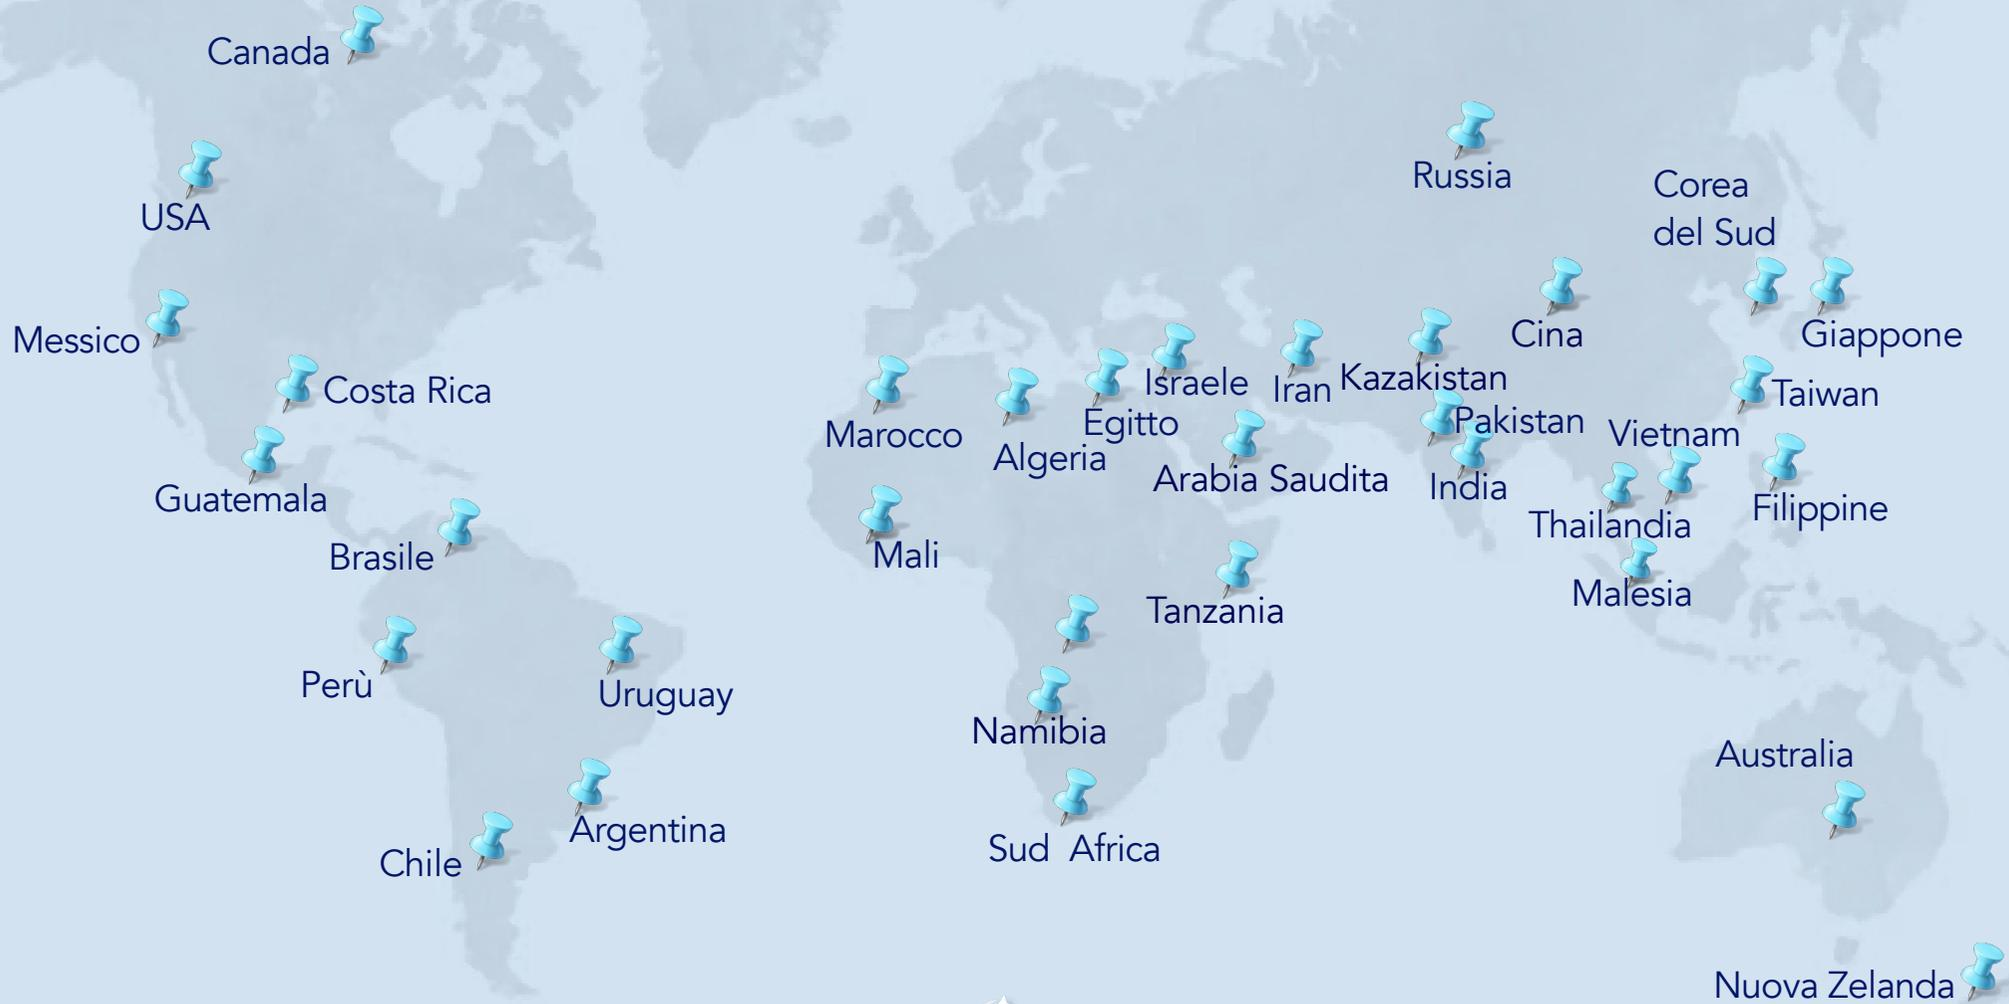 Canada
USA
Messico
Costa Rica
Guatemala
Brasile
Perù
Uruguay
Argentina
Chile
Marocco
Algeria
Egitto
Israele
Iran
Arabia Saudita
Mali
Tanzania
Namibia
Sud  Africa
Russia
Kazakistan
Pakistan
India
Cina
Corea
del Sud
Giappone
Taiwan
Vietnam
Thailandia
Filippine
Malesia
Australia
Nuova Zelanda